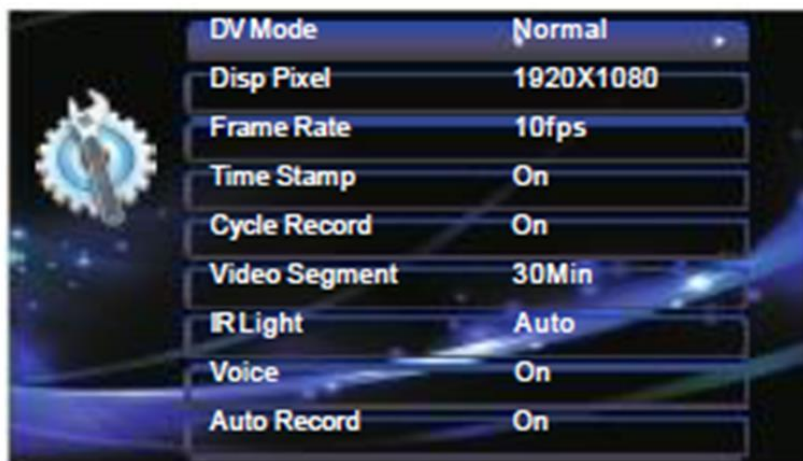 DV Mode Normal
Disp Pixel 1920X1080
Frame Rate 10fps
Time Stamp On
Cycle Record On
Video Segment 30Min
IR Light Auto
Voice On
Auto Record On